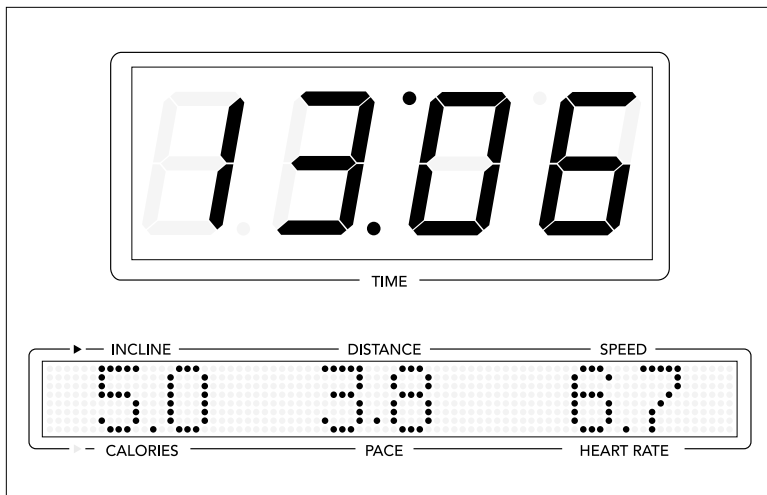 13:06
TIME
INCLINE DISTANCE SPEED
5.0 3.8 6.7
CALORIES PACE HEART RATE